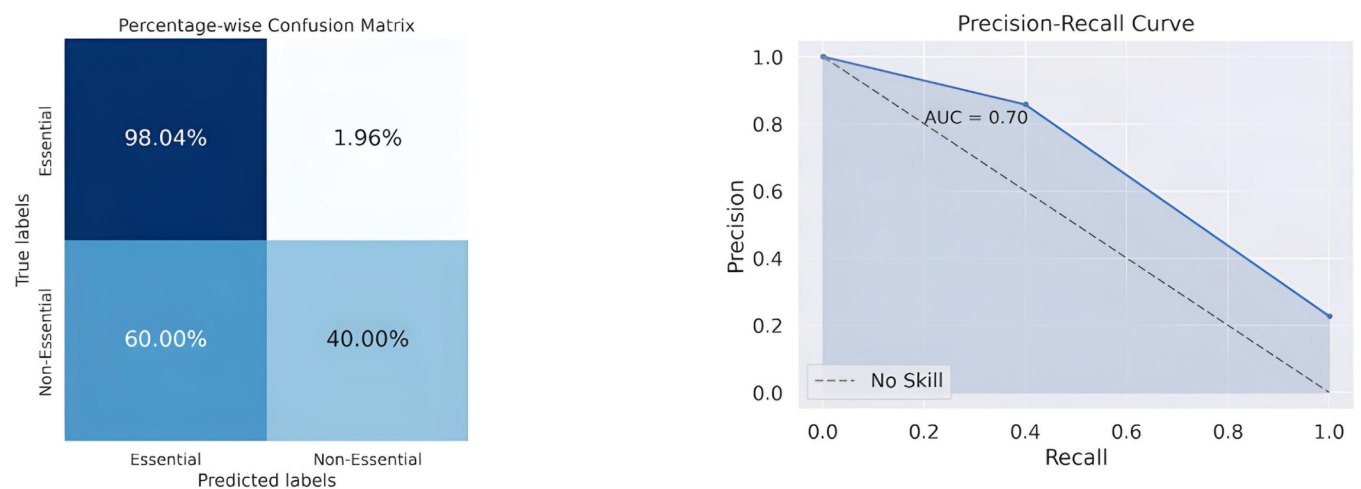 Percentage-wise Confusion Matrix
True labels
Essential
Non-Essential
98.04%
1.96%
60.00%
40.00%
Essential
Non-Essential
Predicted labels
Precision-Recall Curve
Precision
1.0
0.8
0.6
0.4
0.2
0.0
AUC = 0.70
No Skill
0.0
0.2
0.4
0.6
0.8
1.0
Recall